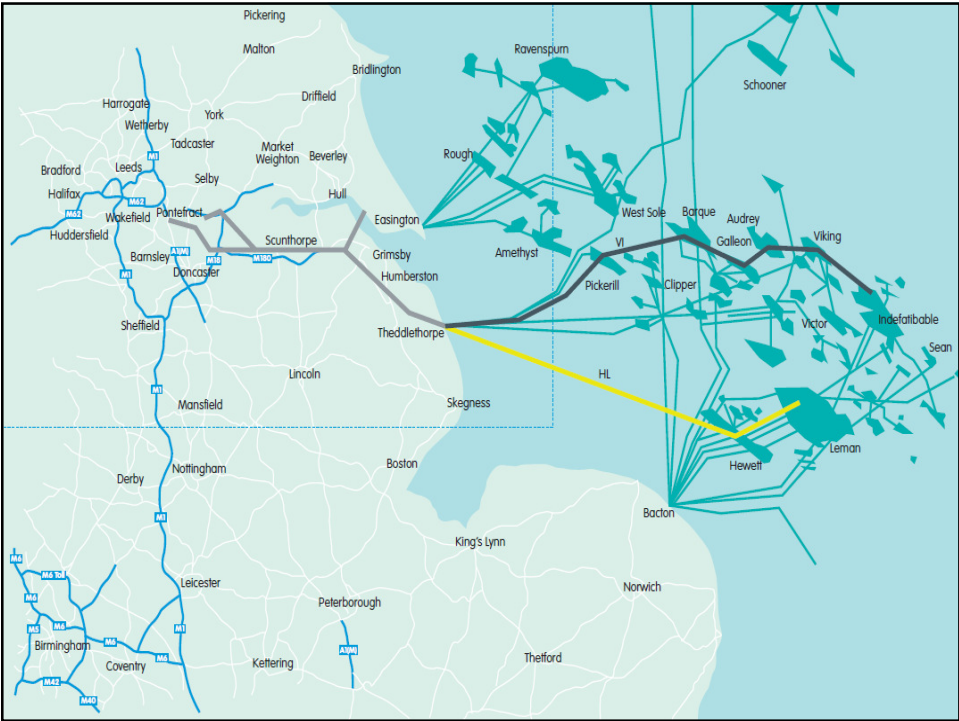 Pickering
Malton
Ravenspurn
Bridlington
Schooner
Harrogate
Driffield
York
Wetherby
Tadcaster
Market
Weighton
Beverley
Rough
M1
Bradford
Leeds
Selby
Halifax
M62
Hull
M62
Wakefield
Pontefract
Easington
West Sole
Barque
Audrey
Huddersfield
Scunthorpe
VI
Galleon
Viking
Barnsley
A1(M)
M18
M180
Grimsby
Amethyst
M1
Doncaster
Humberston
Pickerill
Clipper
Sheffield
Theddlethorpe
Victor
Indefatibable
Sean
Lincoln
HL
M1
Mansfield
Skegness
Leman
Nottingham
Boston
Hewett
Derby
M1
Bacton
King's Lynn
M6
M6 Toll
Leicester
Norwich
M6
Peterborough
M5
M6
M1
Birmingham
M6
A1(M)
Coventry
M6
Kettering
Thetford
M42
M40